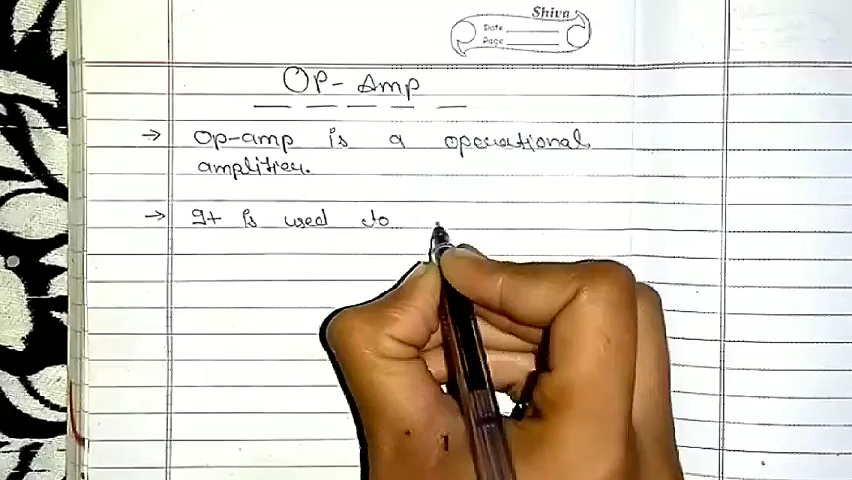 Shiva
Date
Page
Op-Amp
→ Op-amp is a operational
amplifier.
→ It is used to